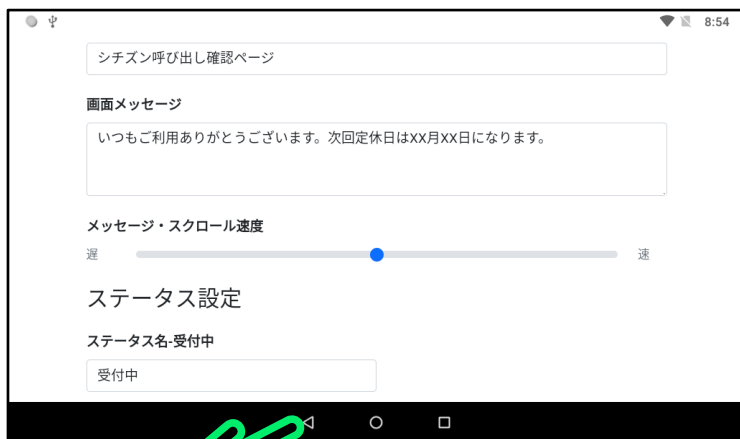 8:54
シチズン呼び出し確認ページ
画面メッセージ
いつもご利用ありがとうございます。次回定休日はXX月XX日になります。
メッセージ・スクロール速度
遅 速
ステータス設定
ステータス名-受付中
受付中